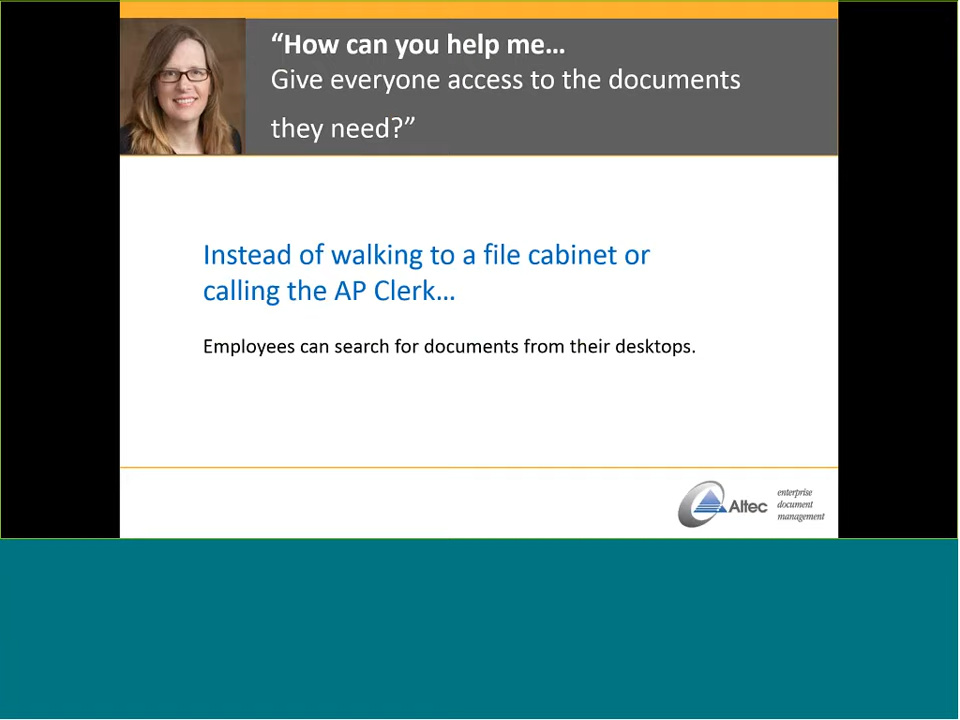 “How can you help me…
Give everyone access to the documents
they need?”
Instead of walking to a file cabinet or
calling the AP Clerk…
Employees can search for documents from their desktops.
Altec
enterprise
document
management